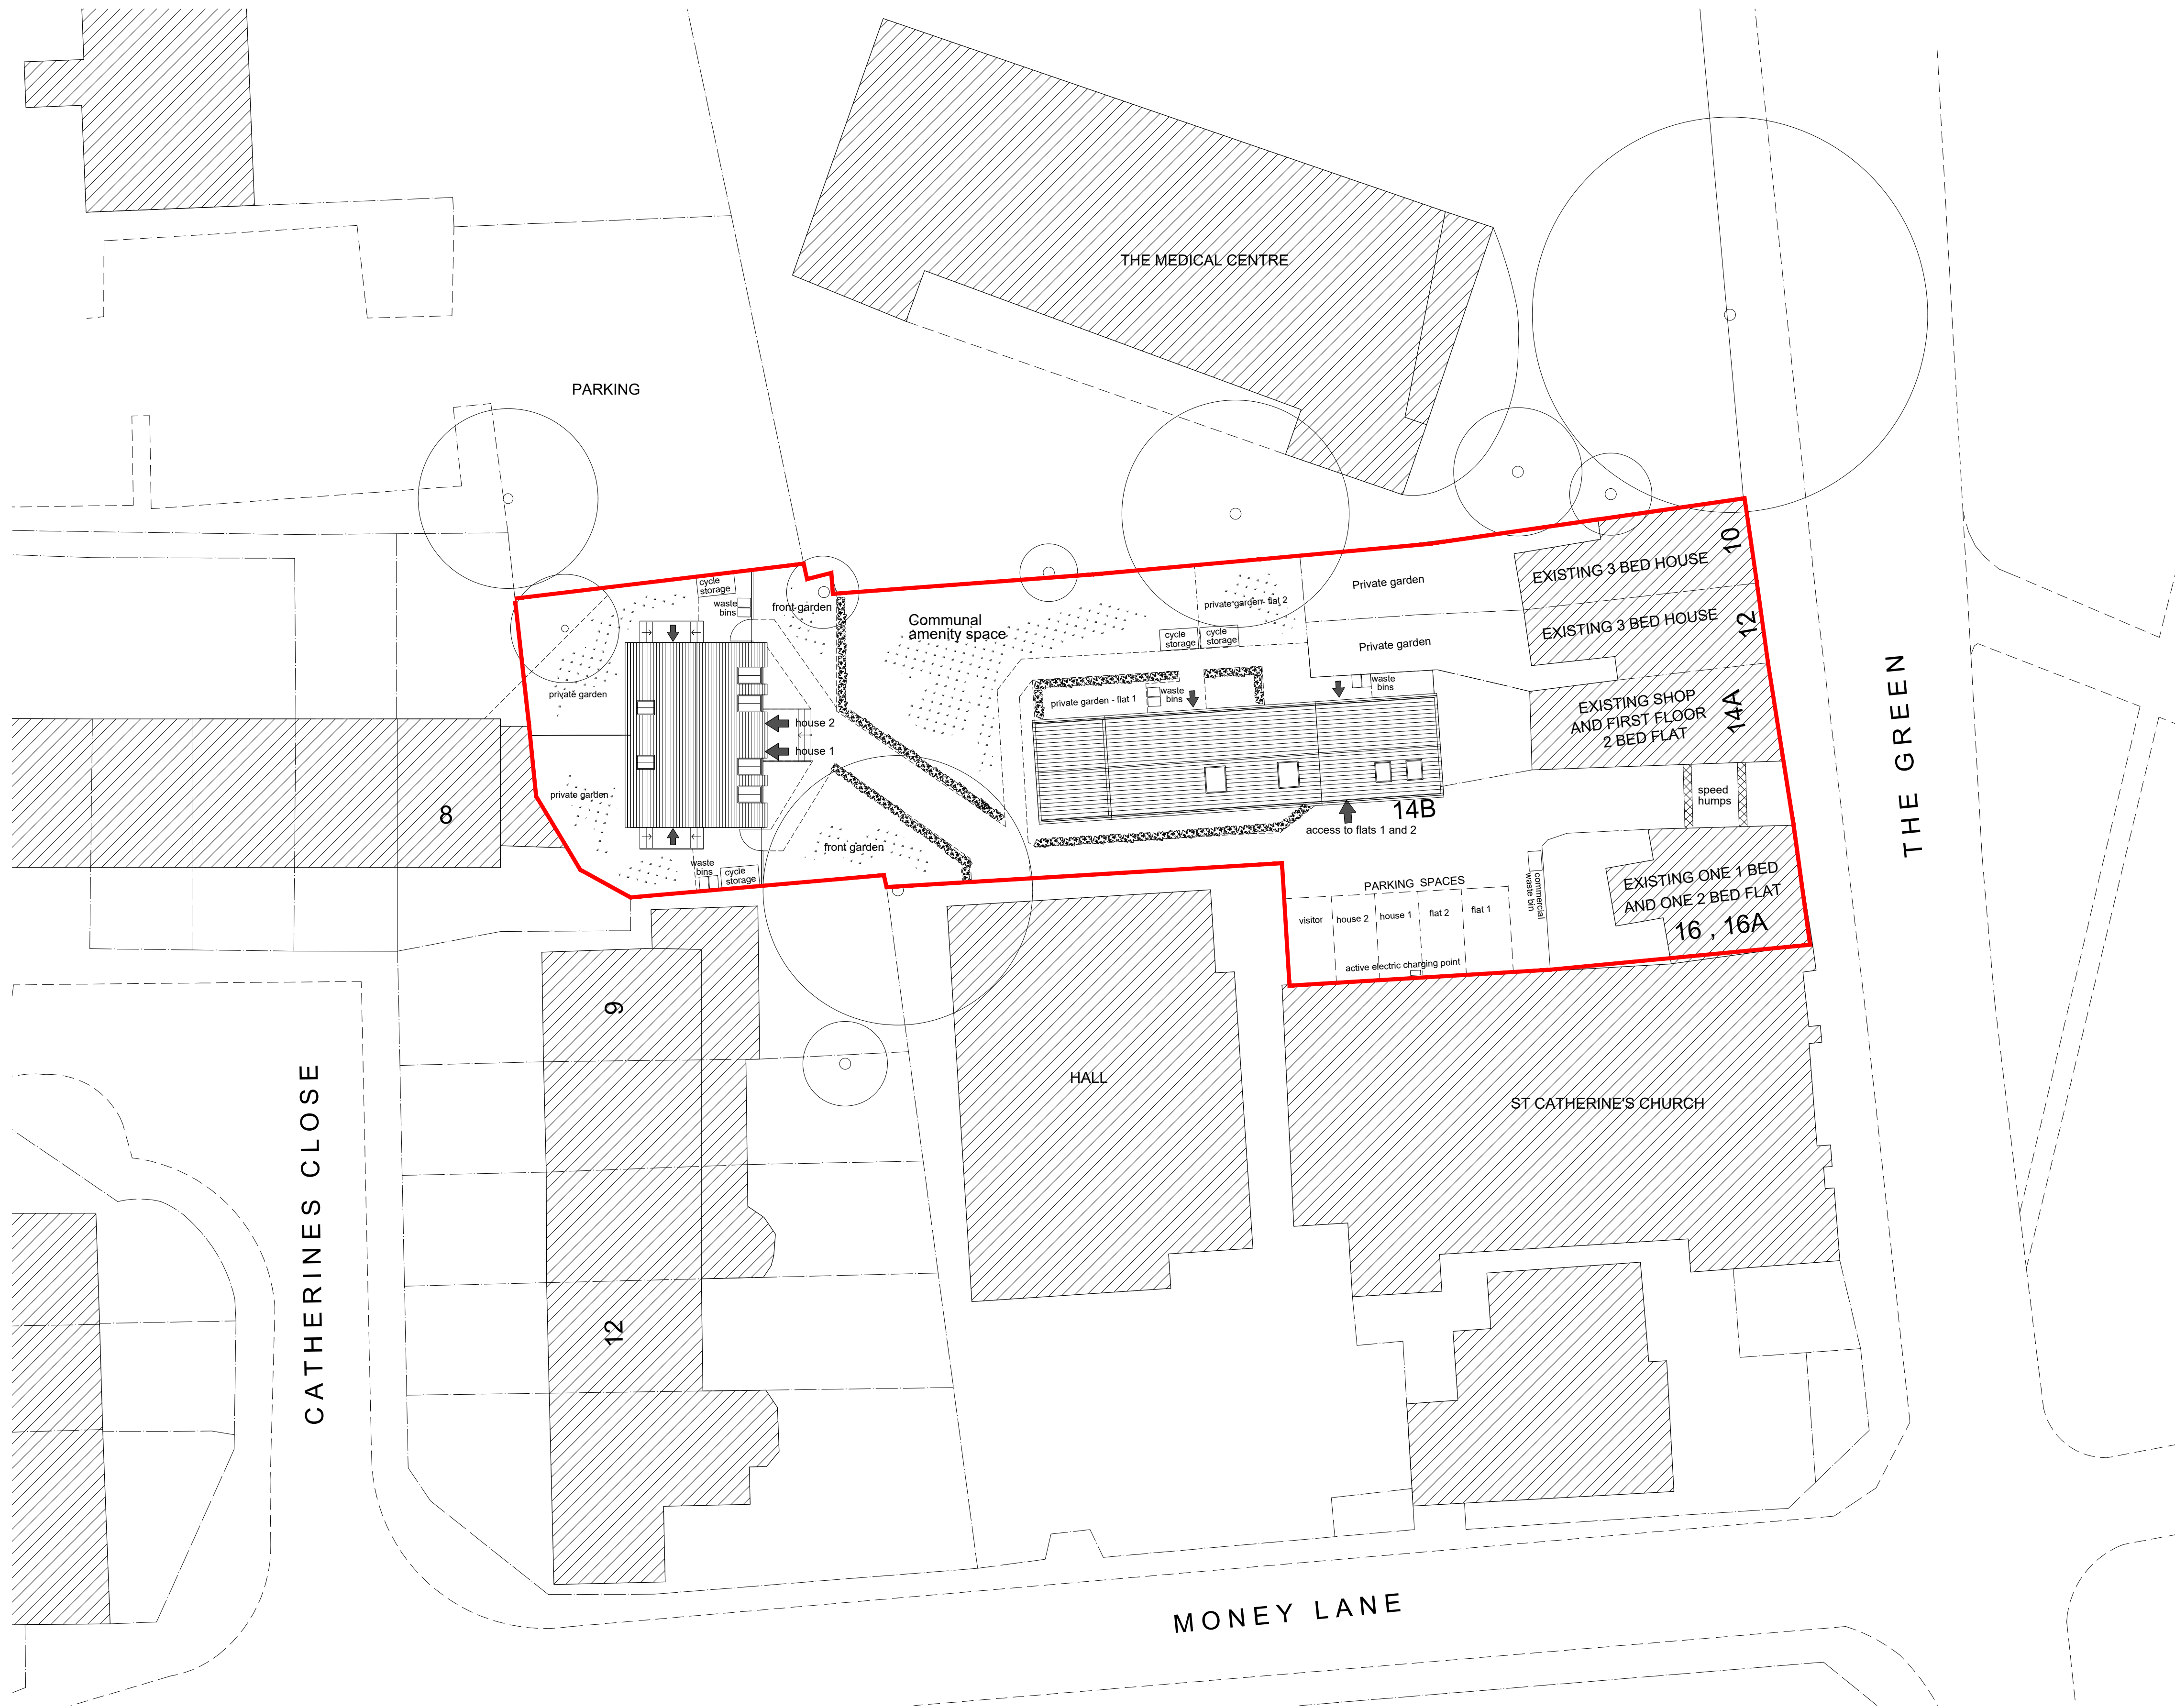 THE MEDICAL CENTRE
PARKING
cycle
storage
waste
bins
front garden
Communal
amenity space
private garden - flat 2
cycle
storage
cycle
storage
Private garden
Private garden
EXISTING 3 BED HOUSE
10
EXISTING 3 BED HOUSE
12
EXISTING SHOP
AND FIRST FLOOR
2 BED FLAT
14A
private garden
house 2
house 1
private garden
private garden - flat 1
waste
bins
waste
bins
14B
access to flats 1 and 2
speed
humps
THE GREEN
8
front garden
waste
bins
cycle
storage
PARKING SPACES
visitor
house 2
house 1
flat 2
flat 1
active electric charging point
commercial
waste bin
EXISTING ONE 1 BED
AND ONE 2 BED FLAT
16 , 16A
9
12
HALL
ST CATHERINE'S CHURCH
CATHERINES CLOSE
MONEY LANE